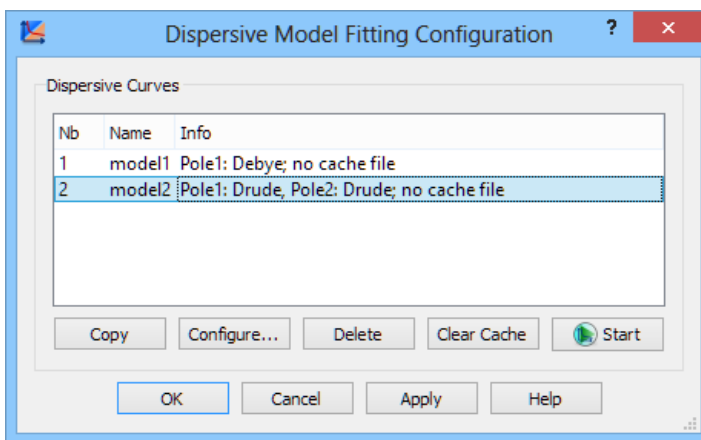 Dispersive Model Fitting Configuration ? ×
Dispersive Curves
Nb Name Info
1 model1 Pole1: Debye; no cache file
2 model2 Pole1: Drude, Pole2: Drude; no cache file
Copy Configure... Delete Clear Cache Start
OK Cancel Apply Help